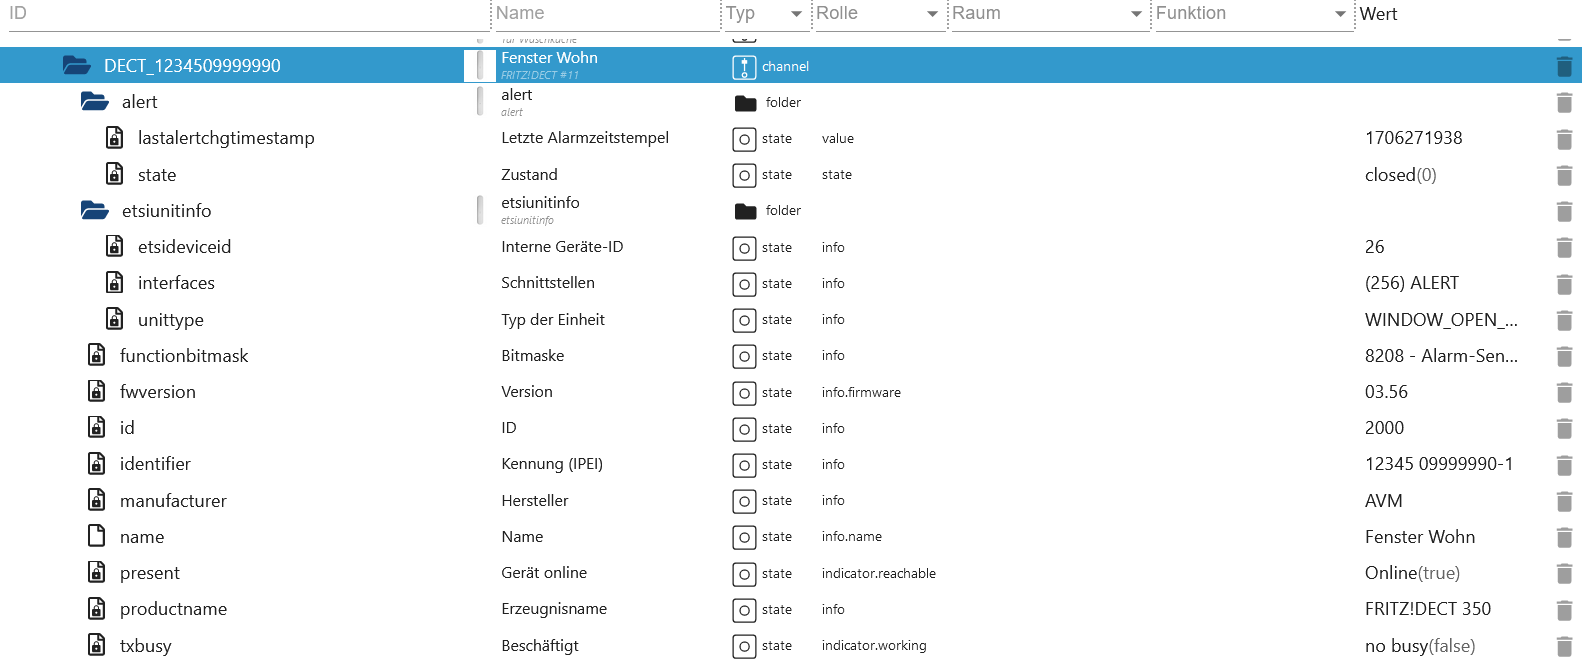 ID Name Typ Rolle Raum Funktion Wert
Tür Waschküche
DECT_1234509999990 Fenster Wohn channel
FRITZ!DECT #11
alert alert folder
alert
lastalertchgtimestamp Letzte Alarmzeitstempel state value 1706271938
state Zustand state state closed(0)
etsiunitinfo etsiunitinfo folder
etsiunitinfo
etsideviceid Interne Geräte-ID state info 26
interfaces Schnittstellen state info (256) ALERT
unittype Typ der Einheit state info WINDOW_OPEN_...
functionbitmask Bitmaske state info 8208 - Alarm-Sen...
fwversion Version state info.firmware 03.56
id ID state info 2000
identifier Kennung (IPEI) state info 12345 09999990-1
manufacturer Hersteller state info AVM
name Name state info.name Fenster Wohn
present Gerät online state indicator.reachable Online(true)
productname Erzeugnisname state info FRITZ!DECT 350
txbusy Beschäftigt state indicator.working no busy(false)